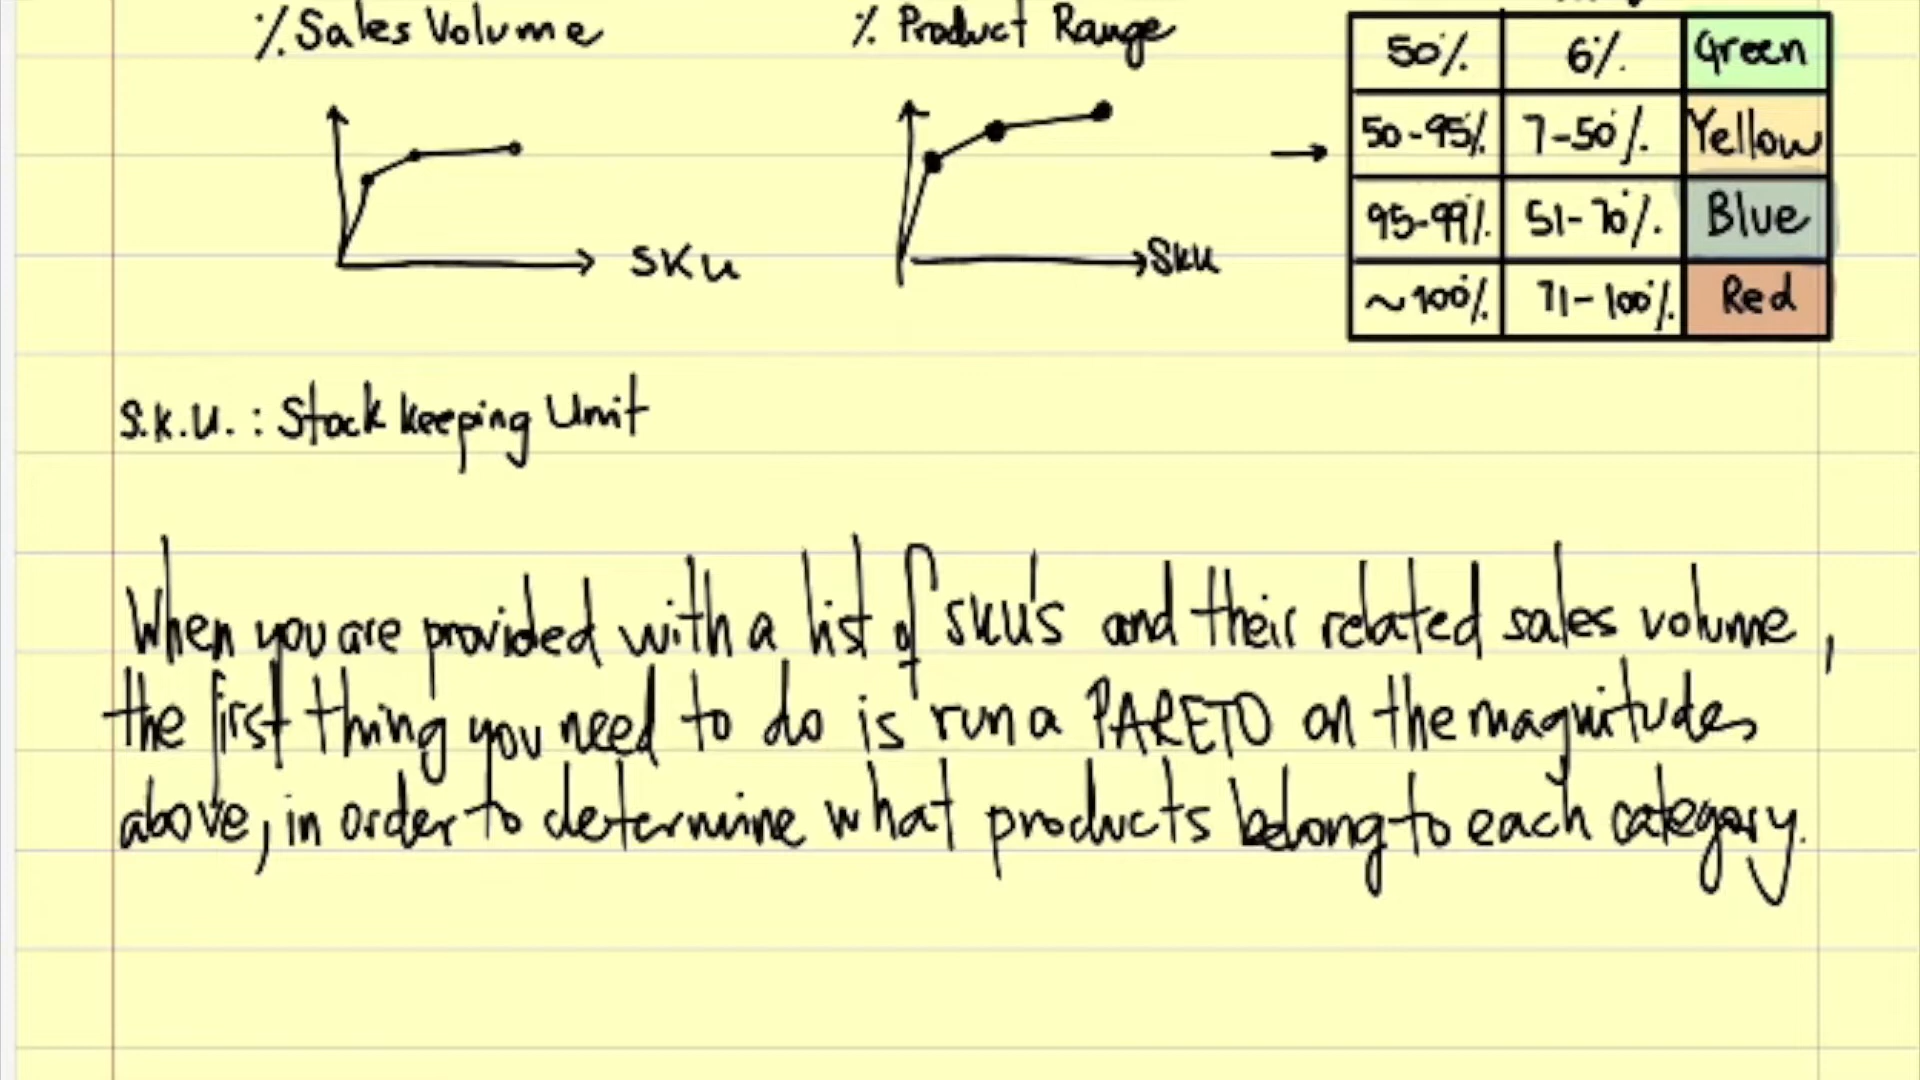 % Sales Volume
% Product Range
50% 6% Green
50-95% 7-50% Yellow
95-99% 51-70% Blue
~100% 71-100% Red
SKU
SKU
S.K.U. : Stock keeping Unit
When you are provided with a list of SKU's and their related sales volume,
the first thing you need to do is run a PARETO on the magnitudes
above, in order to determine what products belong to each category.